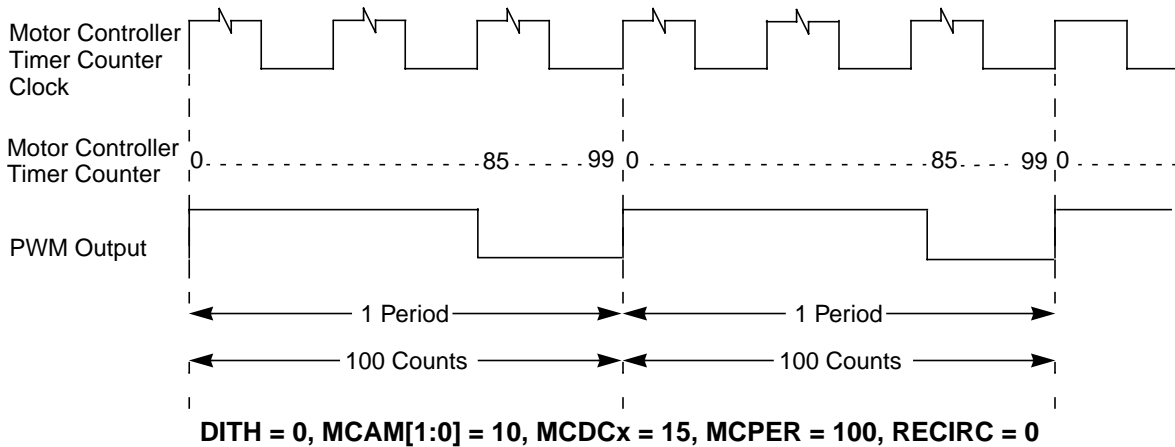 Motor Controller
Timer Counter
Clock
Motor Controller
Timer Counter
0 85 99 0 85 99 0
PWM Output
1 Period 1 Period
100 Counts 100 Counts
DITH = 0, MCAM[1:0] = 10, MCDCx = 15, MCPER = 100, RECIRC = 0